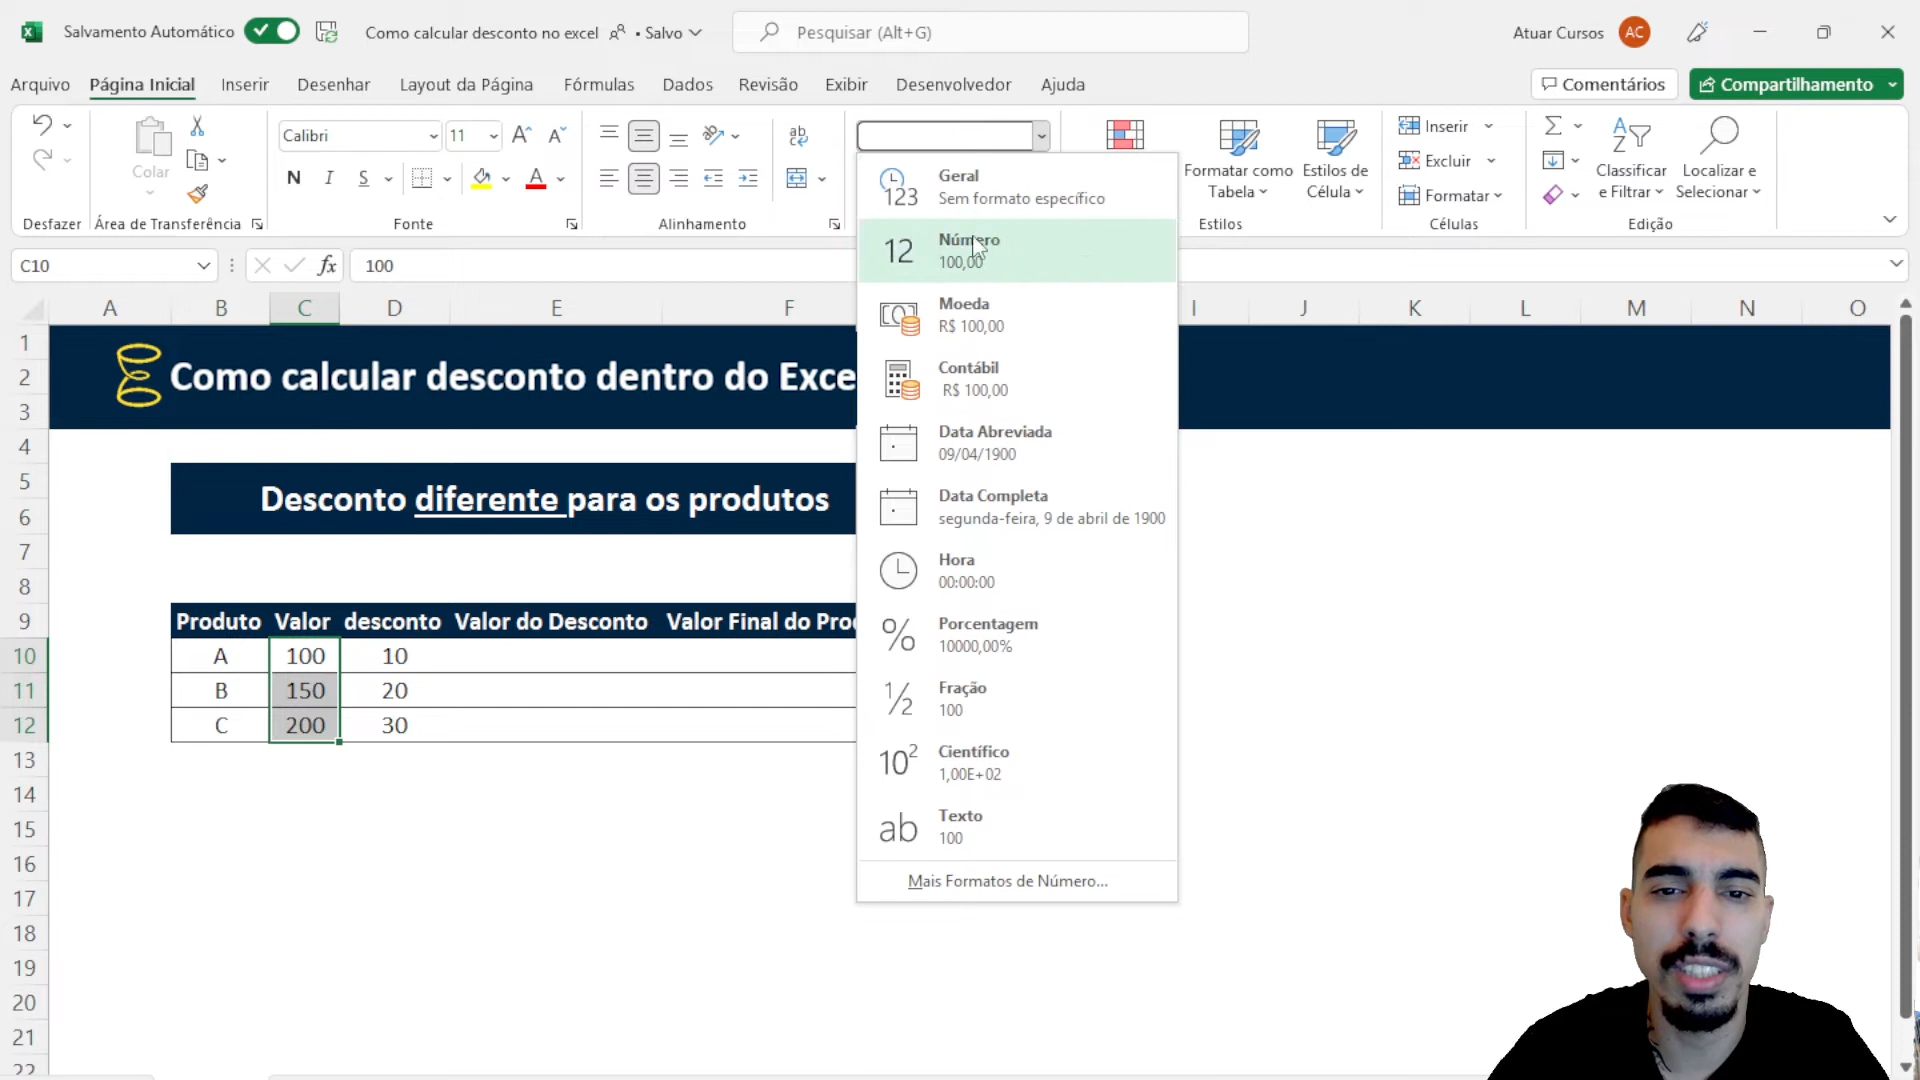 Salvamento Automático
Como calcular desconto no excel • Salvo
Pesquisar (Alt+G)
Atuar Cursos AC
Arquivo Página Inicial Inserir Desenhar Layout da Página Fórmulas Dados Revisão Exibir Desenvolvedor Ajuda
Comentários Compartilhamento
Colar
Calibri 11
N I S A
ab
Formatar como Tabela
Estilos de Célula
Inserir
Excluir
Formatar
Classificar e Filtrar
Localizar e Selecionar
Desfazer Área de Transferência Fonte Alinhamento Estilos Células Edição
C10 fx 100
A B C D E F I J K L M N O
1
2 Como calcular desconto dentro do Exce
3
4
5
Desconto diferente para os produtos
6
7
8
9 Produto Valor desconto Valor do Desconto Valor Final do Pro
10 A 100 10
11 B 150 20
12 C 200 30
13
14
15
16
17
18
19
20
21
22
123
Geral
Sem formato específico
12
Número
100,00
Moeda
R$ 100,00
Contábil
R$ 100,00
Data Abreviada
09/04/1900
Data Completa
segunda-feira, 9 de abril de 1900
Hora
00:00:00
%
Porcentagem
10000,00%
½
Fração
100
10²
Científico
1,00E+02
ab
Texto
100
Mais Formatos de Número...